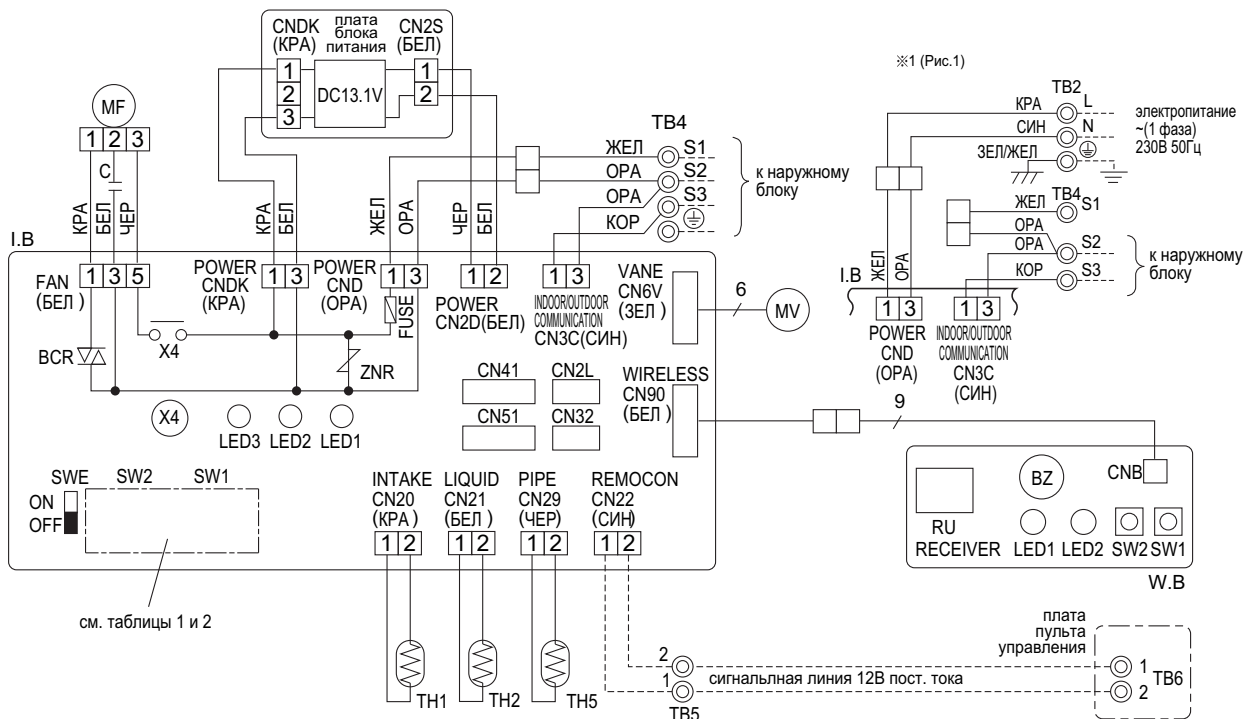 CNDK
(КРА)
плата
блока
питания
CN2S
(БЕЛ)
1
2
3
DC13.1V
1
2
MF
1 2 3
C
КРА
БЕЛ
ЧЕР
КРА
БЕЛ
ЖЕЛ
ОРА
ЧЕР
БЕЛ
TB4
ЖЕЛ
S1
ОРА
S2
ОРА
S3
КОР
к наружному
блоку
※1 (Рис.1)
TB2
КРА
L
СИН
N
ЗЕЛ/ЖЕЛ
электропитание
~(1 фаза)
230В 50Гц
TB4
ЖЕЛ
S1
ОРА
ОРА
S2
КОР
S3
к наружному
блоку
ЖЕЛ
ОРА
I.B
1 3
1 3
POWER
CND
(ОРА)
INDOOR/OUTDOOR
COMMUNICATION
CN3C
(СИН)
I.B
FAN
(БЕЛ )
1 3 5
POWER
CNDK
(КРА)
1 3
POWER
CND
(ОРА)
1 3
1 2
POWER
CN2D(БЕЛ)
1 3
INDOOR/OUTDOOR
COMMUNICATION
CN3C(СИН)
VANE
CN6V
(ЗЕЛ )
6
MV
FUSE
X4
BCR
ZNR
X4
LED3 LED2 LED1
CN41
CN2L
CN51
CN32
WIRELESS
CN90
(БЕЛ )
9
SWE
SW2
SW1
ON
OFF
см. таблицы 1 и 2
INTAKE
CN20
(КРА )
1 2
LIQUID
CN21
(БЕЛ )
1 2
PIPE
CN29
(ЧЕР)
1 2
REMOCON
CN22
(СИН)
1 2
TH1
TH2
TH5
CNB
BZ
RU
RECEIVER
LED1 LED2 SW2 SW1
W.B
плата
пульта
управления
2
1
TB5
сигнальлная линия 12В пост. тока
1
2
TB6